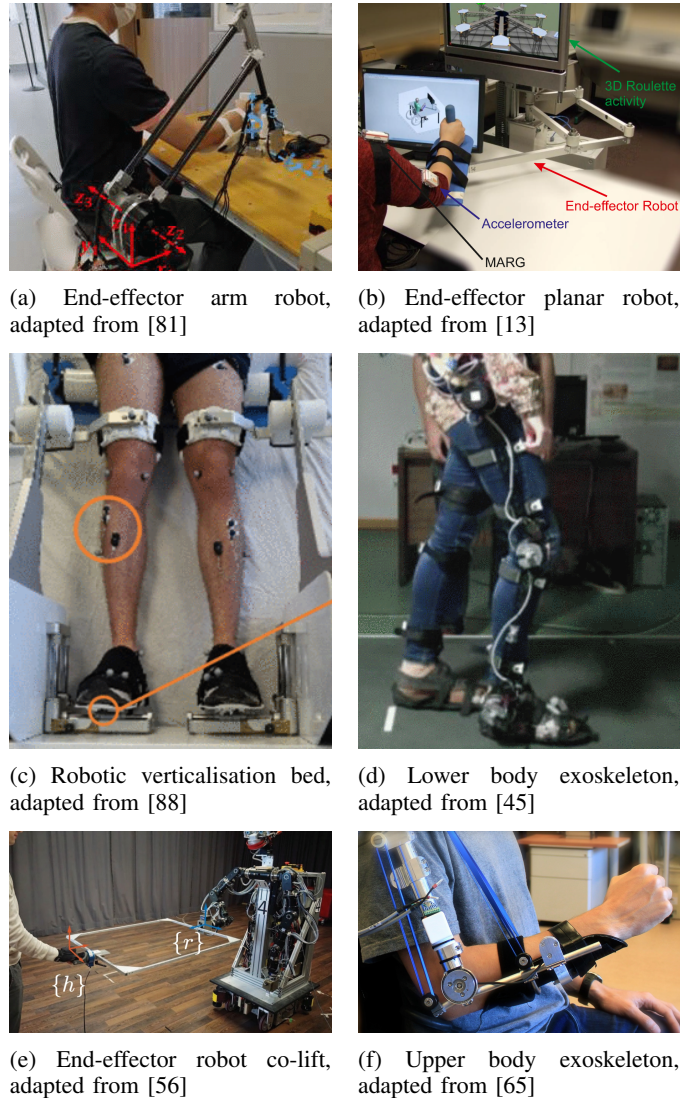 z₃
z₂
3D Roulette
activity
End-effector Robot
Accelerometer
MARG
(a) End-effector arm robot,
adapted from [81]
(b) End-effector planar robot,
adapted from [13]
(c) Robotic verticalisation bed,
adapted from [88]
(d) Lower body exoskeleton,
adapted from [45]
4
{r}
{h}
(e) End-effector robot co-lift,
adapted from [56]
(f) Upper body exoskeleton,
adapted from [65]